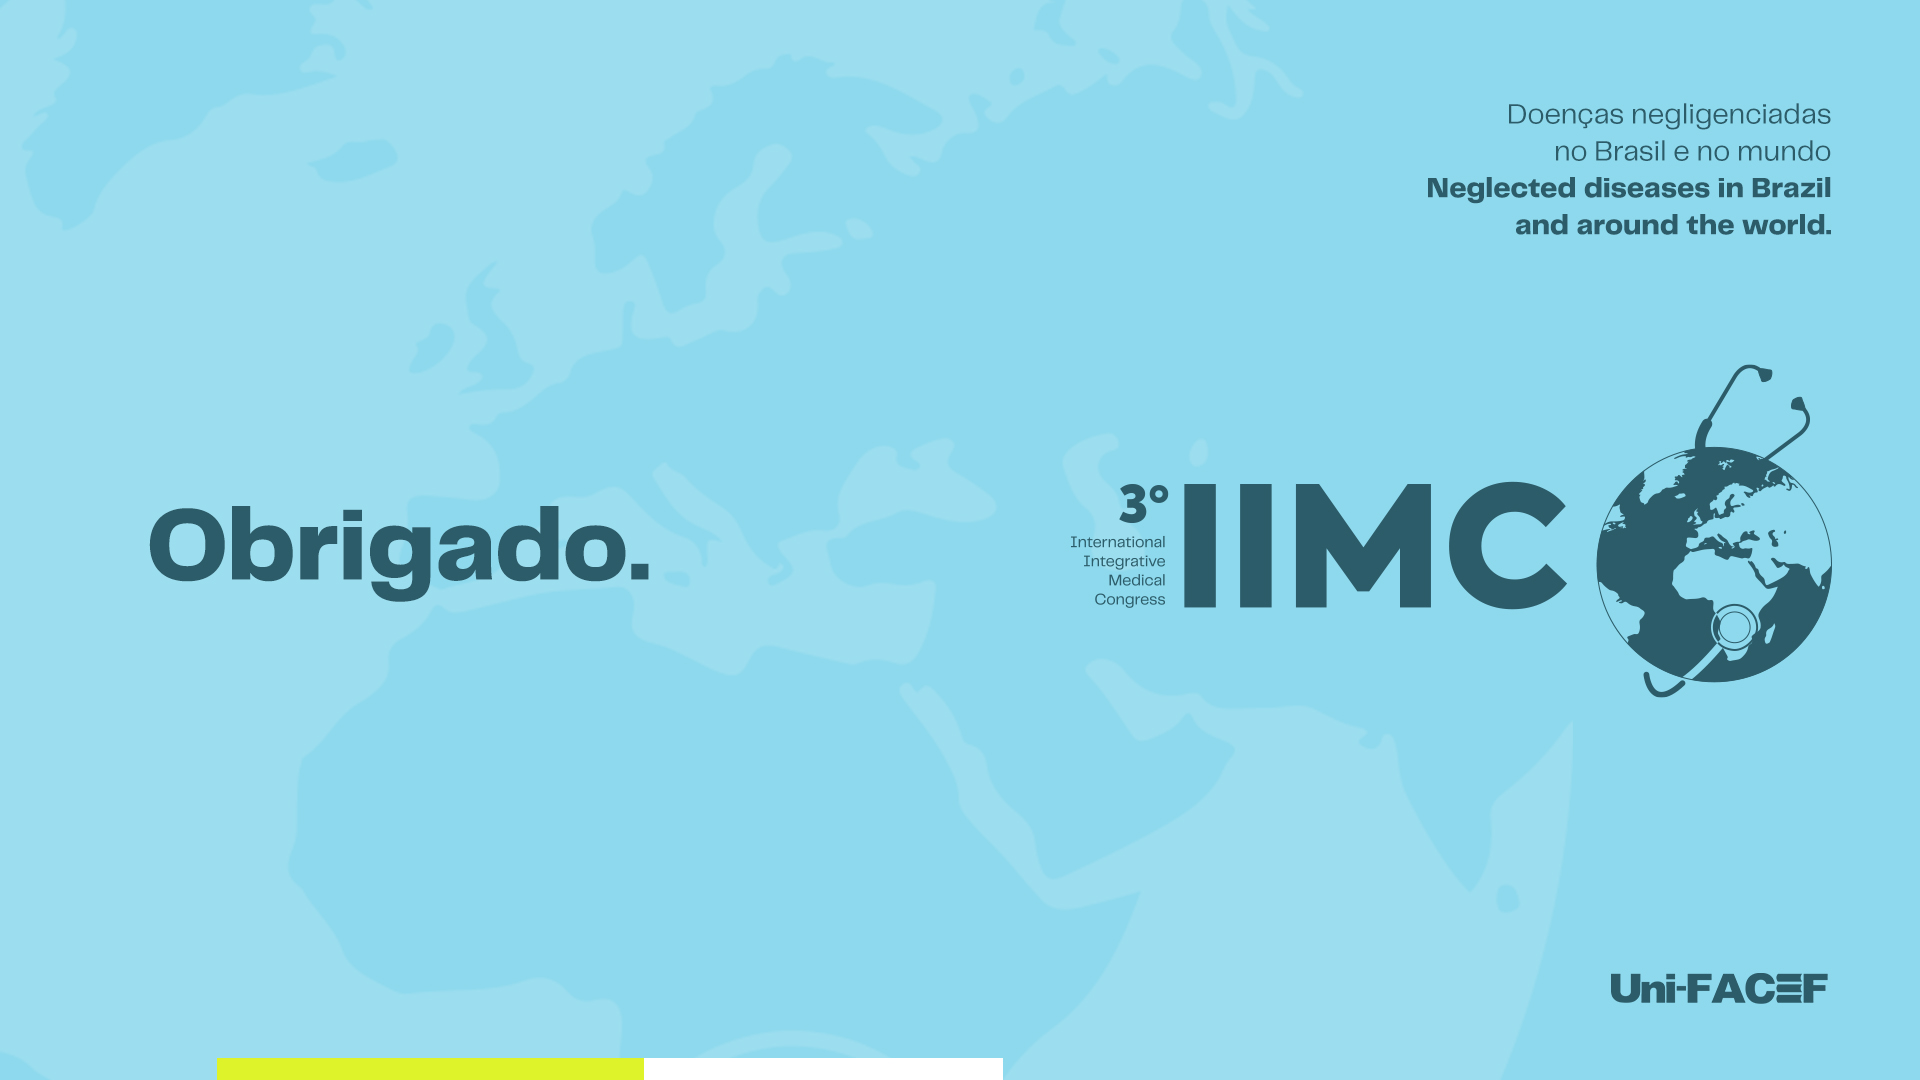 Doenças negligenciadas
no Brasil e no mundo
Neglected diseases in Brazil
and around the world.
Obrigado.
3º
International
Integrative
Medical
Congress
IIMC
Uni-FACEF